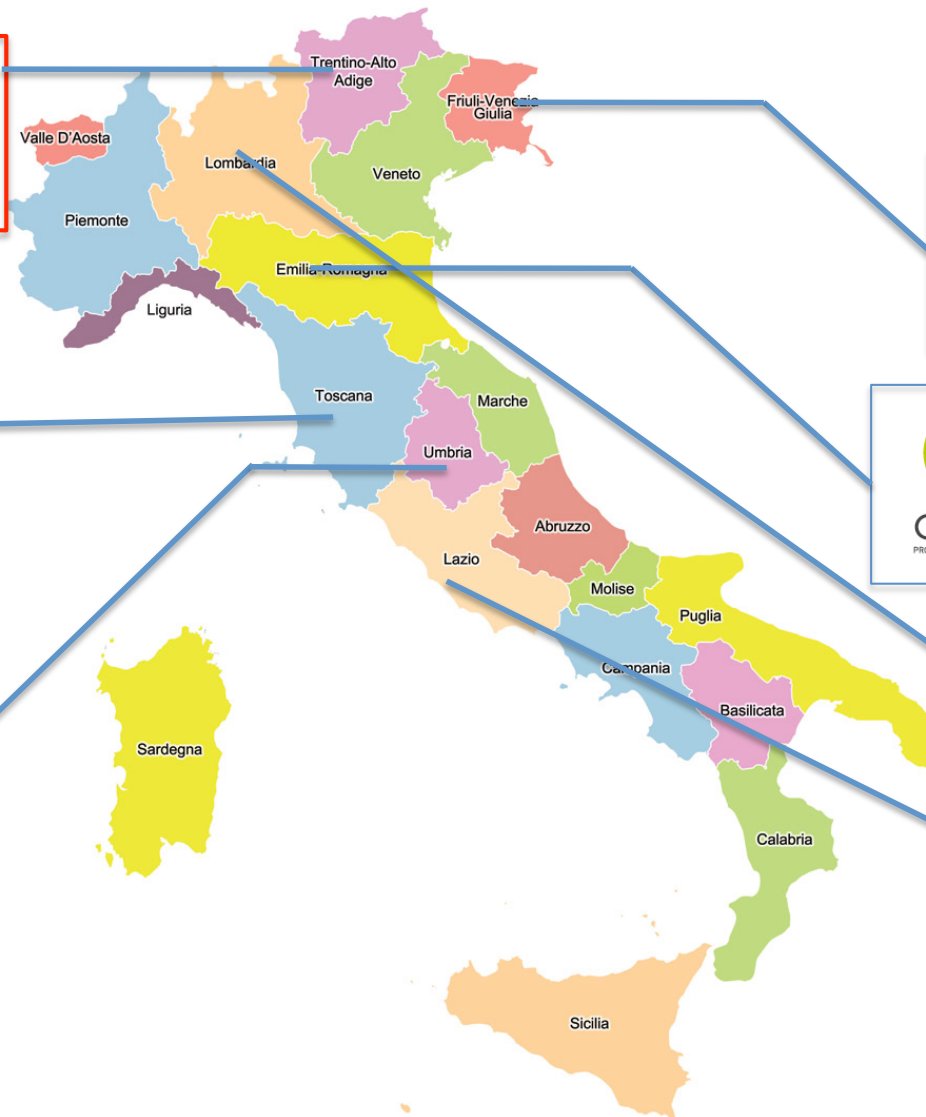 Trentino-Alto
Adige
Friuli-Venezia
Giulia
Valle D'Aosta
Lombardia
Veneto
Piemonte
Emilia-Romagna
Liguria
Toscana
Marche
Umbria
Abruzzo
Lazio
Molise
Puglia
Campania
Basilicata
Sardegna
Calabria
Sicilia